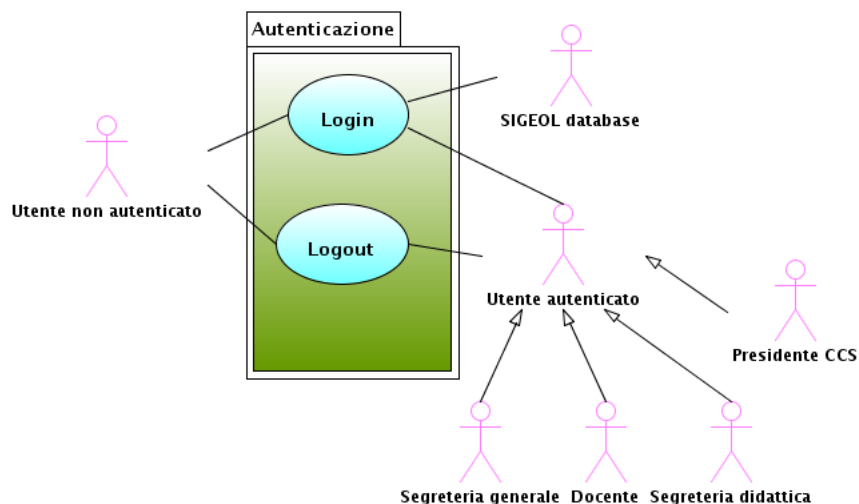 Autenticazione
Login
SIGEOL database
Utente non autenticato
Logout
Utente autenticato
Presidente CCS
Segreteria generale
Docente
Segreteria didattica